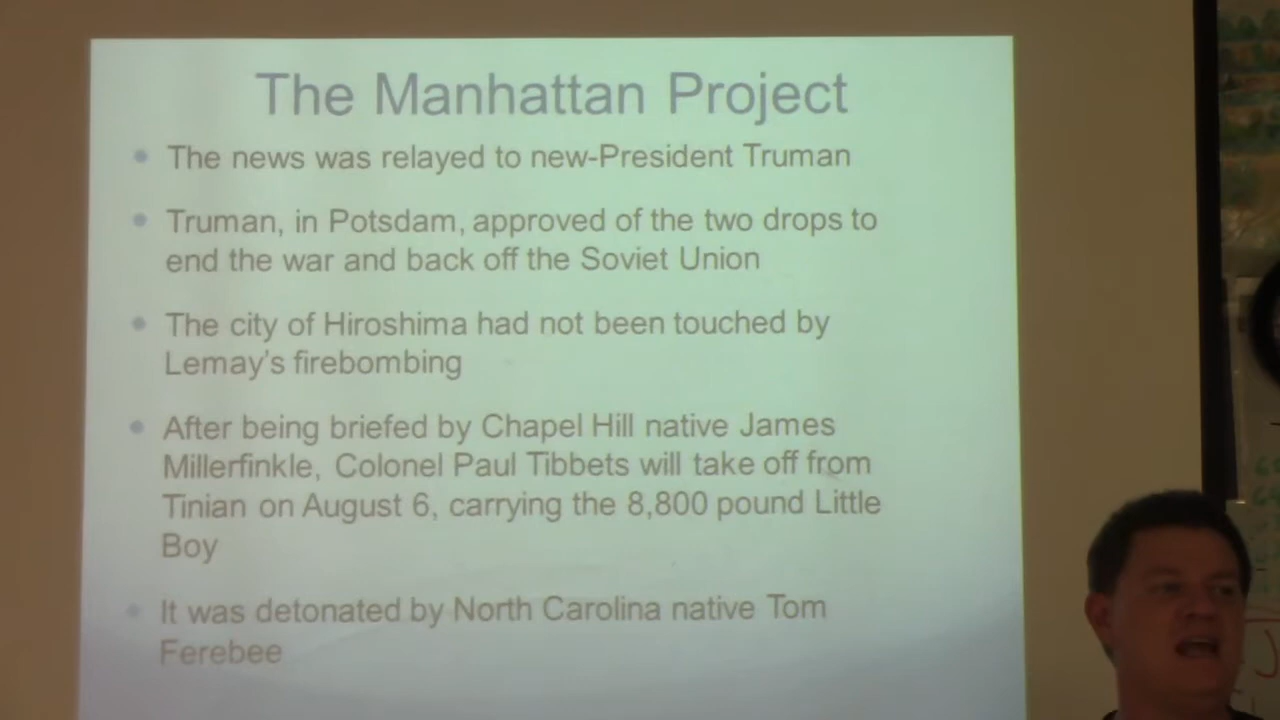 The Manhattan Project
• The news was relayed to new-President Truman
• Truman, in Potsdam, approved of the two drops to
end the war and back off the Soviet Union
• The city of Hiroshima had not been touched by
Lemay's firebombing
• After being briefed by Chapel Hill native James
Millerfinkle, Colonel Paul Tibbets will take off from
Tinian on August 6, carrying the 8,800 pound Little
Boy
• It was detonated by North Carolina native Tom
Ferebee